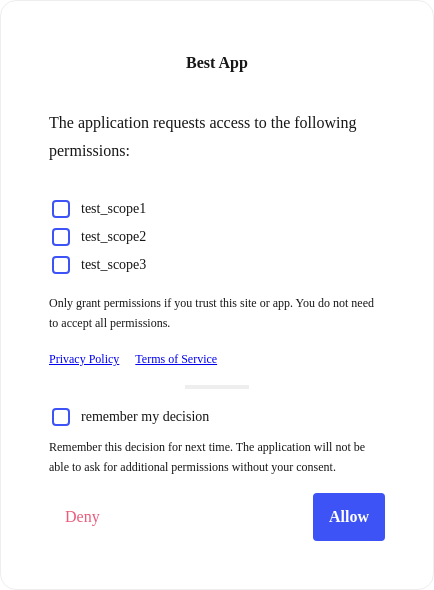 Best App
The application requests access to the following
permissions:
test_scope1
test_scope2
test_scope3
Only grant permissions if you trust this site or app. You do not need
to accept all permissions.
Privacy Policy Terms of Service
remember my decision
Remember this decision for next time. The application will not be
able to ask for additional permissions without your consent.
Deny Allow